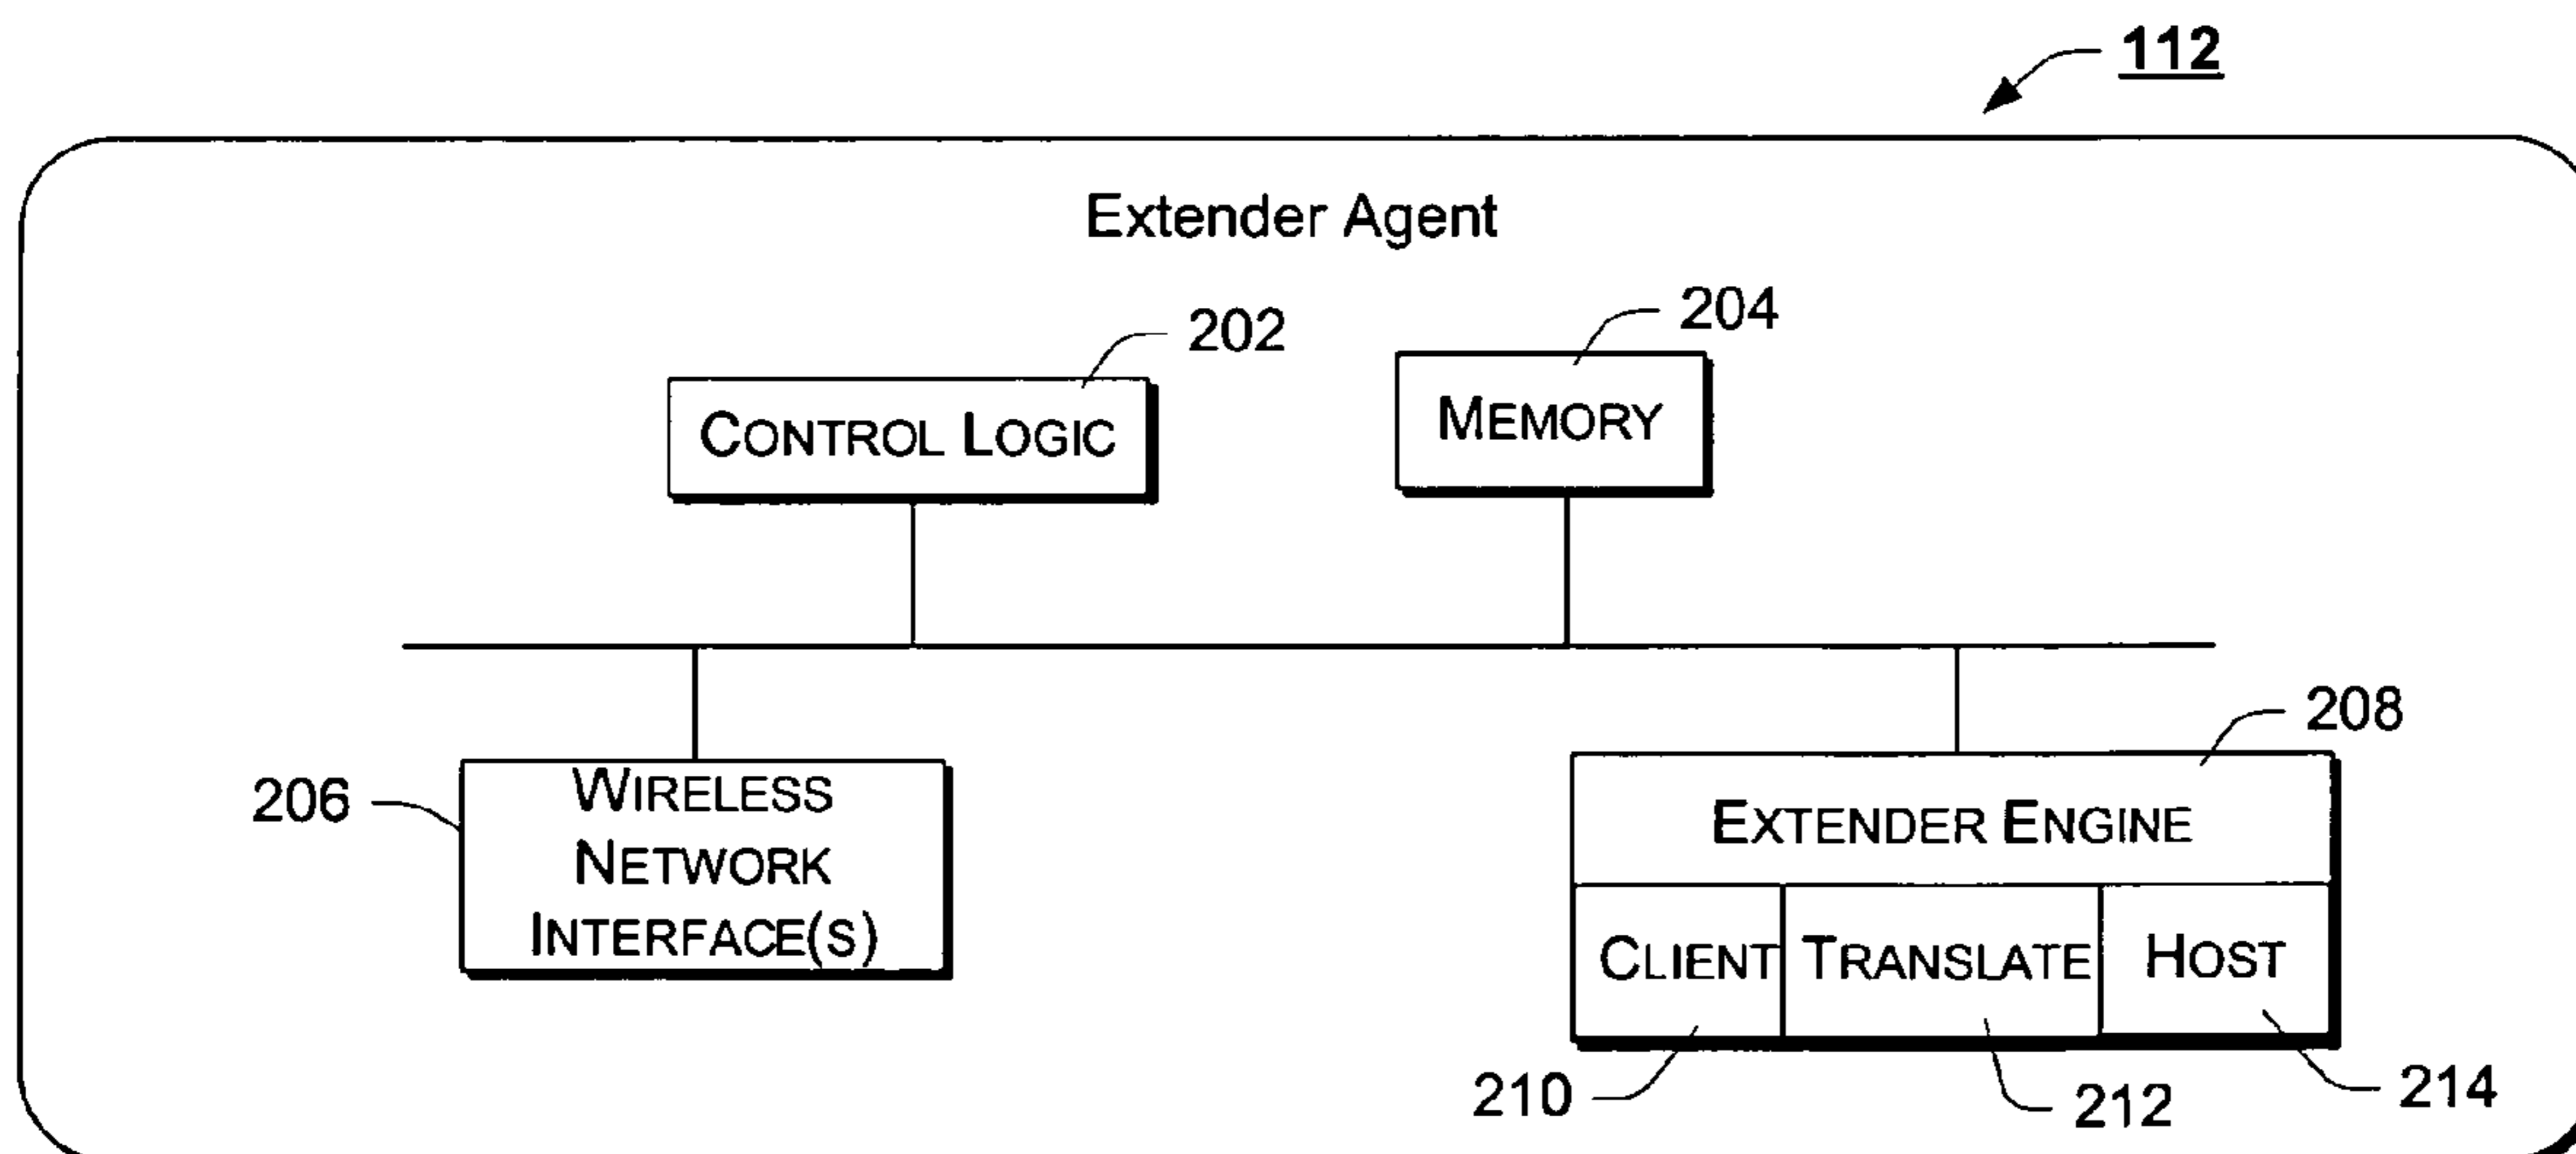 112
Extender Agent
204
202
MEMORY
CONTROL LOGIC
208
206
WIRELESS
NETWORK
INTERFACE(S)
EXTENDER ENGINE
CLIENT TRANSLATE HOST
210
212
214